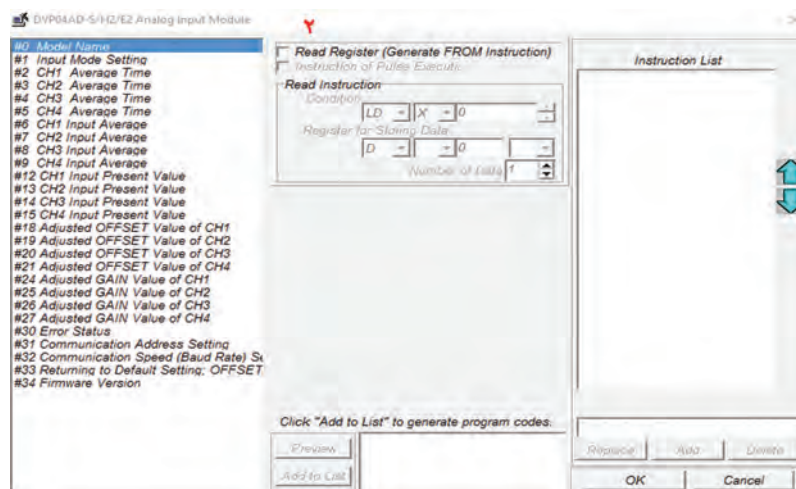 DVP04AD-S/H2/E2 Analog Input Module
۲
#0 Model Name
#1 Input Mode Setting
#2 CH1 Average Time
#3 CH2 Average Time
#4 CH3 Average Time
#5 CH4 Average Time
#6 CH1 Input Average
#7 CH2 Input Average
#8 CH3 Input Average
#9 CH4 Input Average
#12 CH1 Input Present Value
#13 CH2 Input Present Value
#14 CH3 Input Present Value
#15 CH4 Input Present Value
#18 Adjusted OFFSET Value of CH1
#19 Adjusted OFFSET Value of CH2
#20 Adjusted OFFSET Value of CH3
#21 Adjusted OFFSET Value of CH4
#24 Adjusted GAIN Value of CH1
#25 Adjusted GAIN Value of CH2
#26 Adjusted GAIN Value of CH3
#27 Adjusted GAIN Value of CH4
#30 Error Status
#31 Communication Address Setting
#32 Communication Speed (Baud Rate) Se
#33 Returning to Default Setting; OFFSET
#34 Firmware Version
Read Register (Generate FROM Instruction)
Instruction of Pulse Executi
Read Instruction
Condition
LD X 0
Register for Storing Data
D 0
Number of Data 1
Click "Add to List" to generate program codes.
Preview
Add to List
Instruction List
Replace Add Delete
OK Cancel